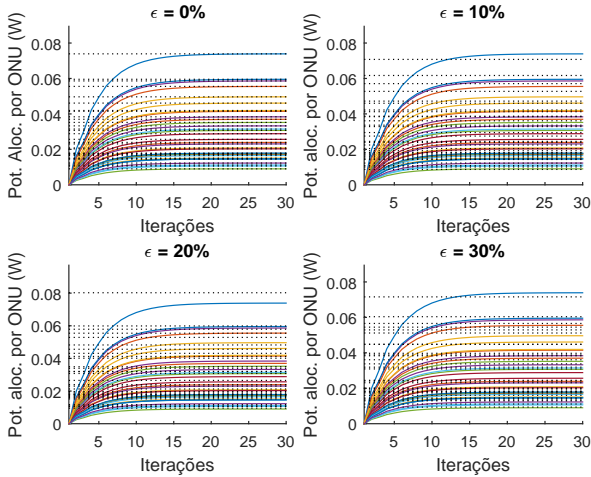 ϵ = 0%
Pot. Aloc. por ONU (W)
0.08
0.06
0.04
0.02
0
5 10 15 20 25 30
Iterações
ϵ = 10%
Pot. aloc. por ONU (W)
0.08
0.06
0.04
0.02
0
5 10 15 20 25 30
Iterações
ϵ = 20%
Pot. aloc. por ONU (W)
0.08
0.06
0.04
0.02
0
5 10 15 20 25 30
Iterações
ϵ = 30%
Pot. aloc. por ONU (W)
0.08
0.06
0.04
0.02
0
5 10 15 20 25 30
Iterações